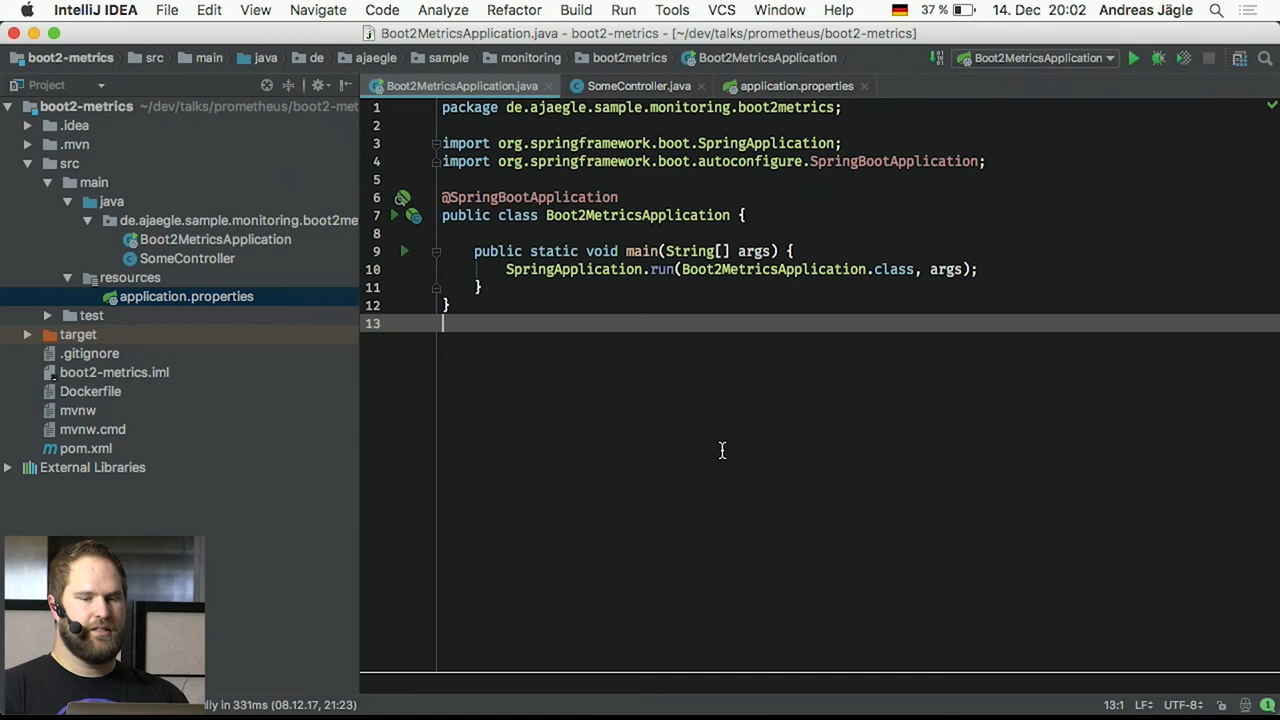 IntelliJ IDEA File Edit View Navigate Code Analyze Refactor Build Run Tools VCS Window Help 37 % 14. Dec 20:02 Andreas Jägle
Boot2MetricsApplication.java - boot2-metrics - [~/dev/talks/prometheus/boot2-metrics]
boot2-metrics src main java de ajaegle sample monitoring boot2metrics Boot2MetricsApplication Boot2MetricsApplication
Project
Boot2MetricsApplication.java SomeController.java application.properties
boot2-metrics ~/dev/talks/prometheus/boot2-met
.idea
.mvn
src
main
java
de.ajaegle.sample.monitoring.boot2me
Boot2MetricsApplication
SomeController
resources
application.properties
test
target
.gitignore
boot2-metrics.iml
Dockerfile
mvnw
mvnw.cmd
pom.xml
External Libraries
1 package de.ajaegle.sample.monitoring.boot2metrics;
2
3 import org.springframework.boot.SpringApplication;
4 import org.springframework.boot.autoconfigure.SpringBootApplication;
5
6 @SpringBootApplication
7 public class Boot2MetricsApplication {
8
9 public static void main(String[] args) {
10 SpringApplication.run(Boot2MetricsApplication.class, args);
11 }
12 }
13
lly in 331ms (08.12.17, 21:23) 13:1 LF÷ UTF-8÷ 1